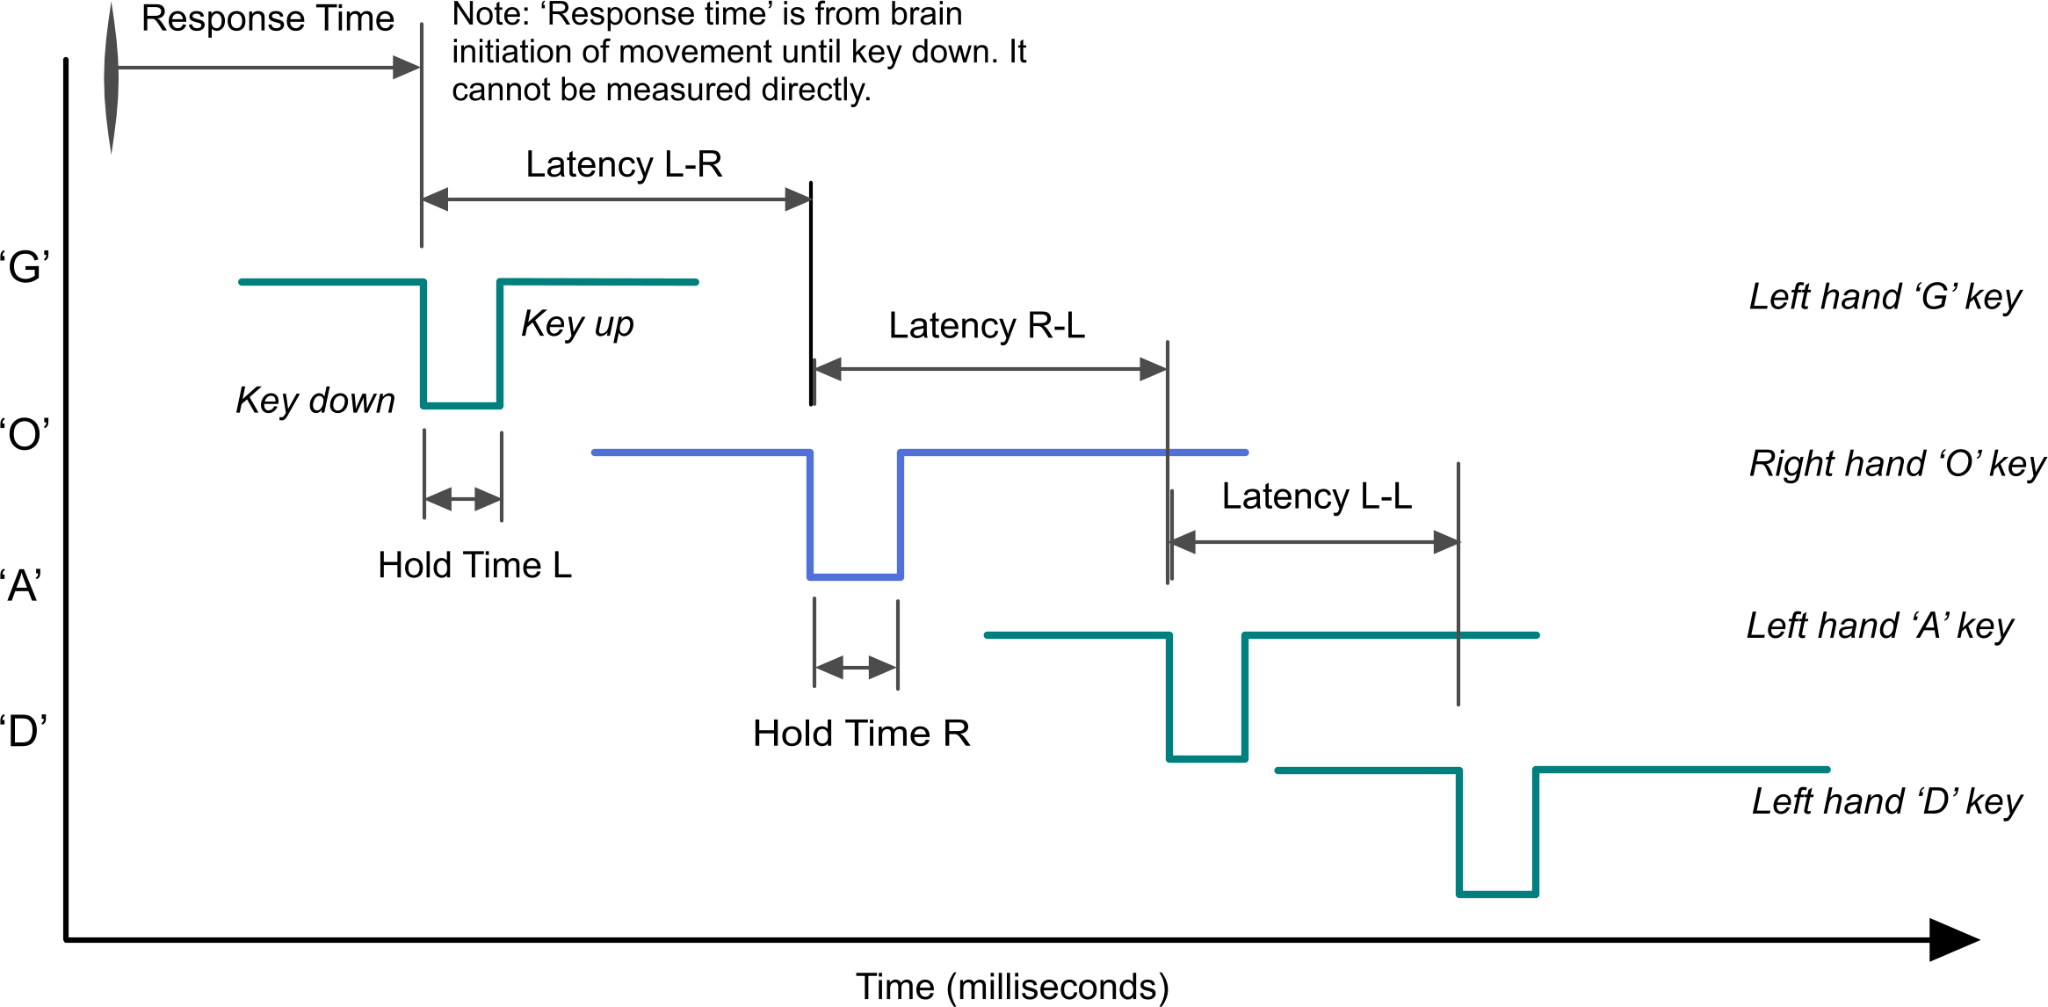 Response Time
Note: ‘Response time’ is from brain
initiation of movement until key down. It
cannot be measured directly.
Latency L-R
‘G’
Left hand ‘G’ key
Key up
Latency R-L
Key down
‘O’
Right hand ‘O’ key
Latency L-L
Hold Time L
‘A’
Left hand ‘A’ key
Hold Time R
‘D’
Left hand ‘D’ key
Time (milliseconds)